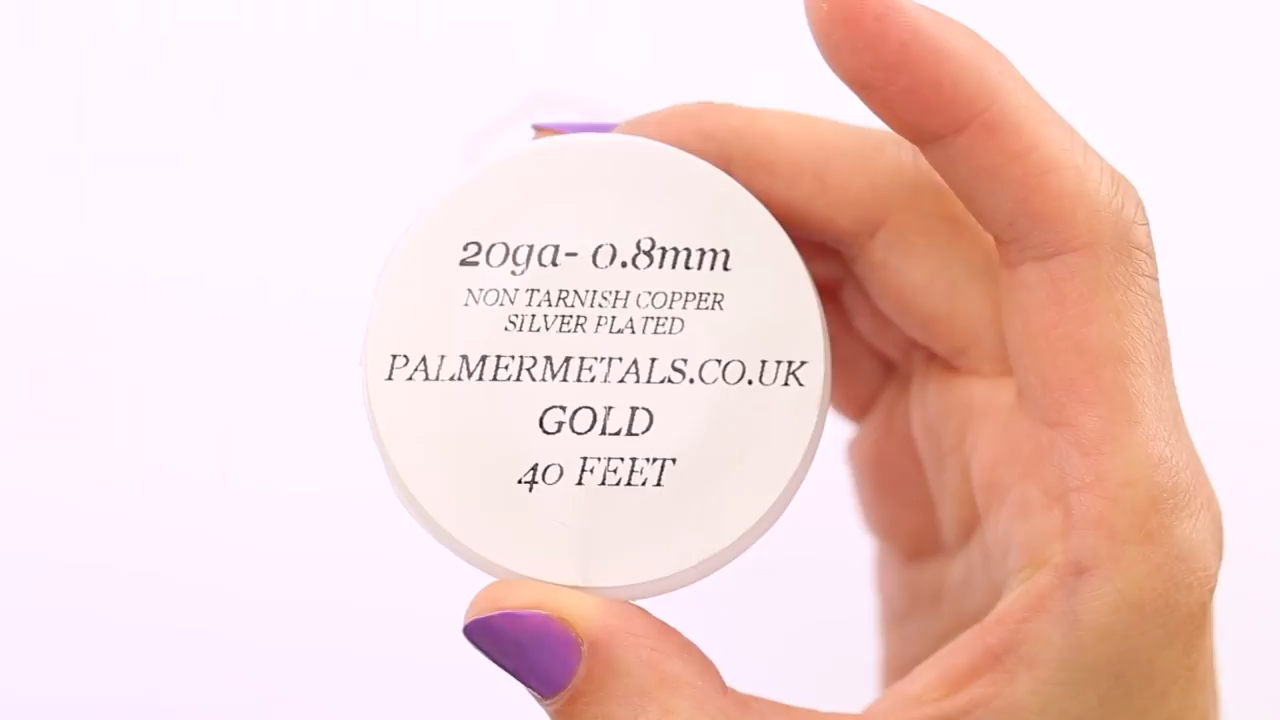 20ga- 0.8mm
NON TARNISH COPPER
SILVER PLATED
PALMERMETALS.CO.UK
GOLD
40 FEET